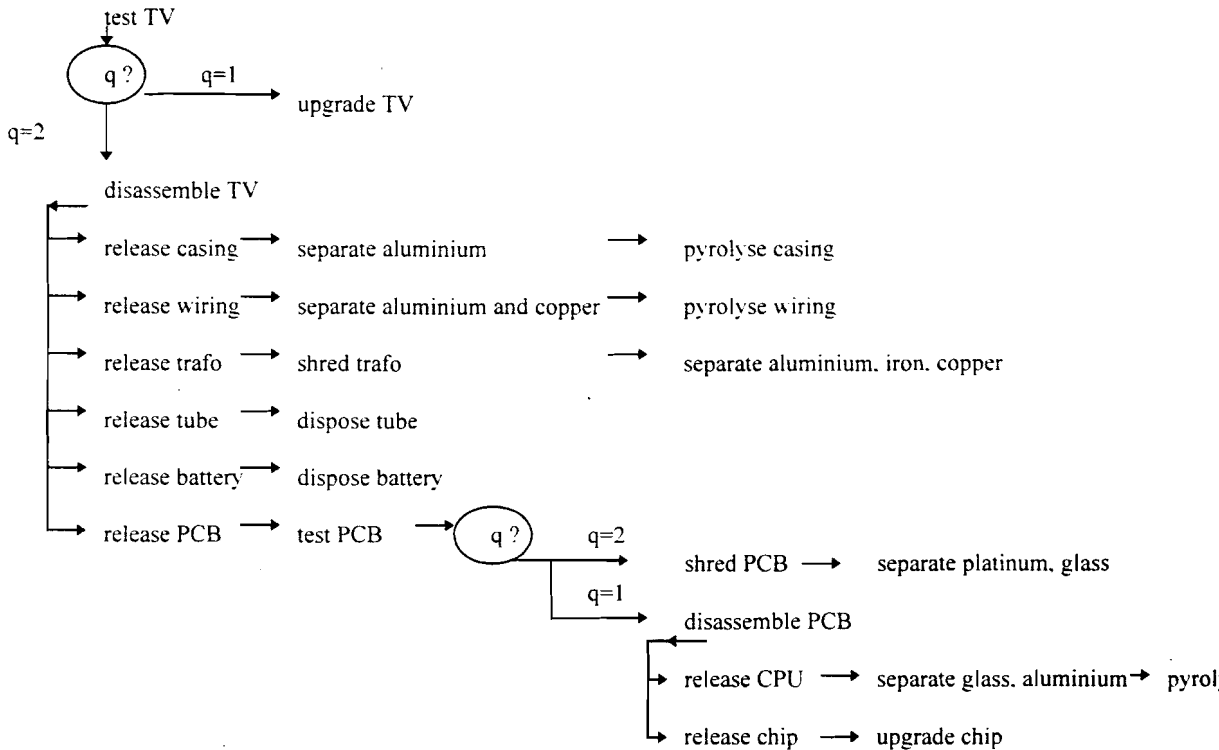 test TV
q ? q=1
upgrade TV
q=2
disassemble TV
release casing separate aluminium pyrolyse casing
release wiring separate aluminium and copper pyrolyse wiring
release trafo shred trafo separate aluminium, iron, copper
release tube dispose tube
release battery dispose battery
release PCB test PCB q ? q=2
shred PCB separate platinum, glass
q=1
disassemble PCB
release CPU separate glass, aluminium pyrol
release chip upgrade chip